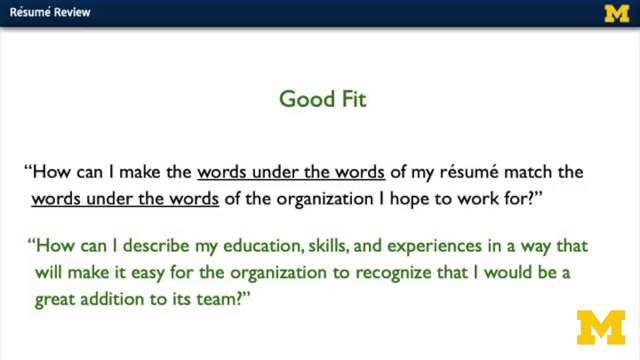 Résumé Review
M
Good Fit
“How can I make the words under the words of my résumé match the
words under the words of the organization I hope to work for?”
“How can I describe my education, skills, and experiences in a way that
will make it easy for the organization to recognize that I would be a
great addition to its team?”
M